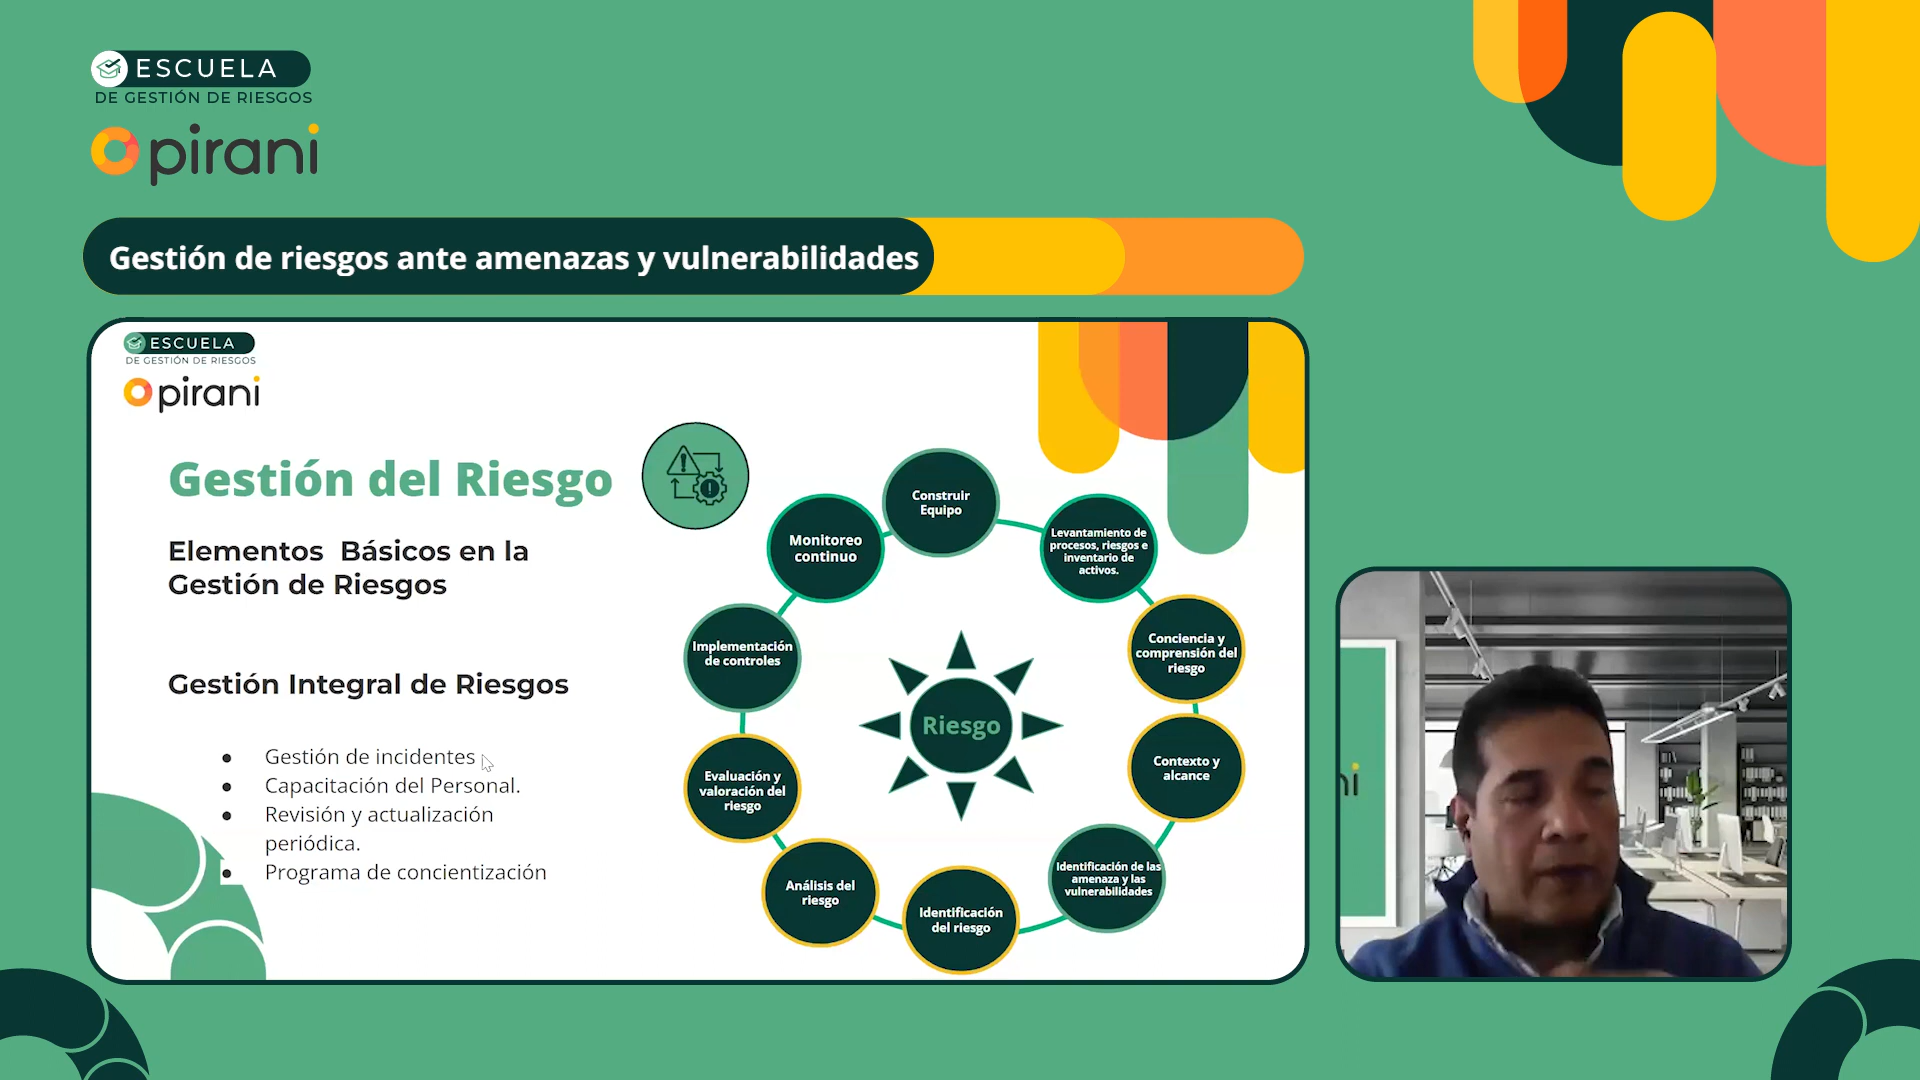 ESCUELA
DE GESTIÓN DE RIESGOS
pirani
Gestión de riesgos ante amenazas y vulnerabilidades
ESCUELA
DE GESTIÓN DE RIESGOS
pirani
Gestión del Riesgo
Elementos Básicos en la
Gestión de Riesgos
Gestión Integral de Riesgos
● Gestión de incidentes
● Capacitación del Personal.
● Revisión y actualización
periódica.
● Programa de concientización
Construir
Equipo
Levantamiento de
procesos, riesgos e
inventario de
activos.
Conciencia y
comprensión del
riesgo
Contexto y
alcance
Identificación de las
amenaza y las
vulnerabilidades
Identificación
del riesgo
Análisis del
riesgo
Evaluación y
valoración del
riesgo
Implementación
de controles
Monitoreo
continuo
Riesgo
ni